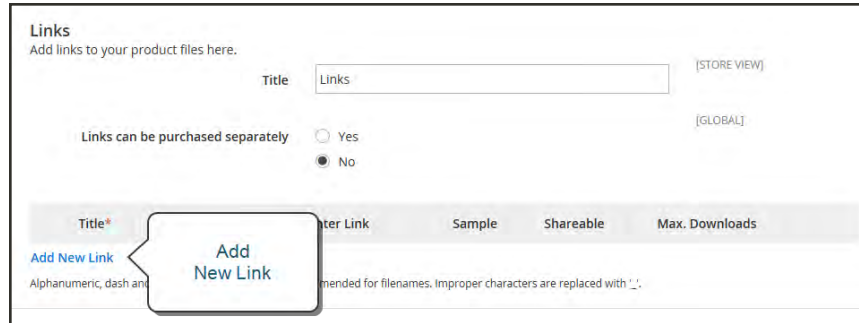 Links
Add links to your product files here.
Title Links [STORE VIEW]
Links can be purchased separately Yes [GLOBAL]
No
Title* Link Sample Shareable Max. Downloads
Add New Link
Add
New Link
Alphanumeric, dash and for filenames. Improper characters are replaced with '_'.